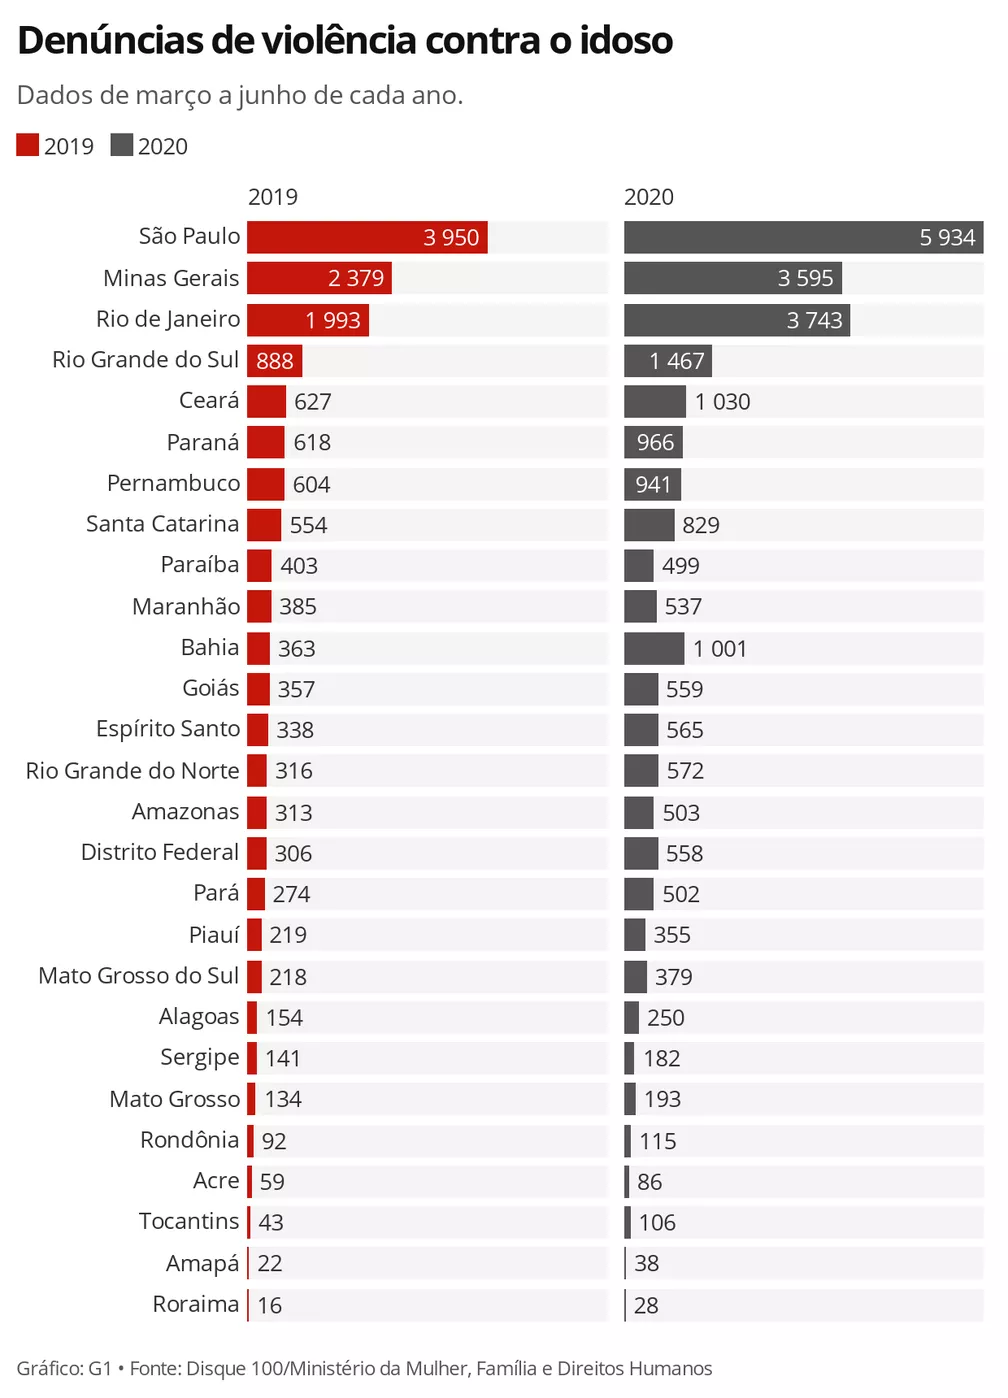 Denúncias de violência contra o idoso
Dados de março a junho de cada ano.
2019 2020
2019 2020
São Paulo 3 950 5 934
Minas Gerais 2 379 3 595
Rio de Janeiro 1 993 3 743
Rio Grande do Sul 888 1 467
Ceará 627 1 030
Paraná 618 966
Pernambuco 604 941
Santa Catarina 554 829
Paraíba 403 499
Maranhão 385 537
Bahia 363 1 001
Goiás 357 559
Espírito Santo 338 565
Rio Grande do Norte 316 572
Amazonas 313 503
Distrito Federal 306 558
Pará 274 502
Piauí 219 355
Mato Grosso do Sul 218 379
Alagoas 154 250
Sergipe 141 182
Mato Grosso 134 193
Rondônia 92 115
Acre 59 86
Tocantins 43 106
Amapá 22 38
Roraima 16 28
Gráfico: G1 • Fonte: Disque 100/Ministério da Mulher, Família e Direitos Humanos